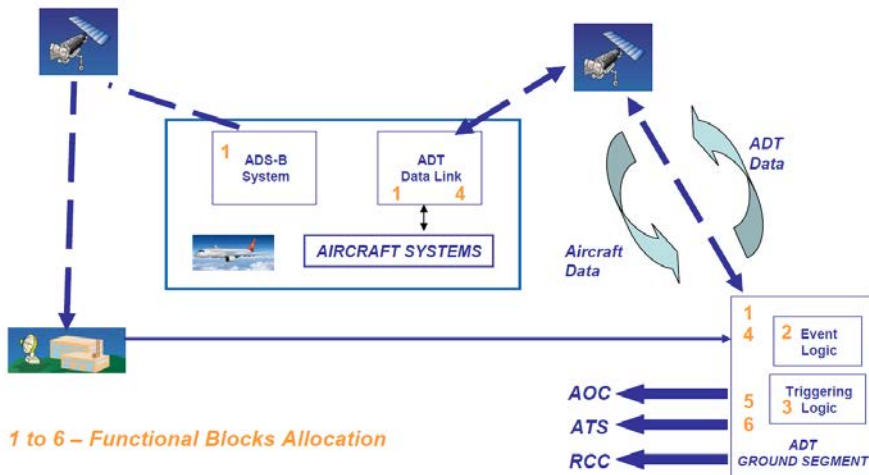 1
ADS-B
System
ADT
Data Link
1 4
AIRCRAFT SYSTEMS
ADT
Data
Aircraft
Data
1
4
2
Event
Logic
5
6
3
Triggering
Logic
ADT
GROUND SEGMENT
AOC
ATS
RCC
1 to 6 – Functional Blocks Allocation